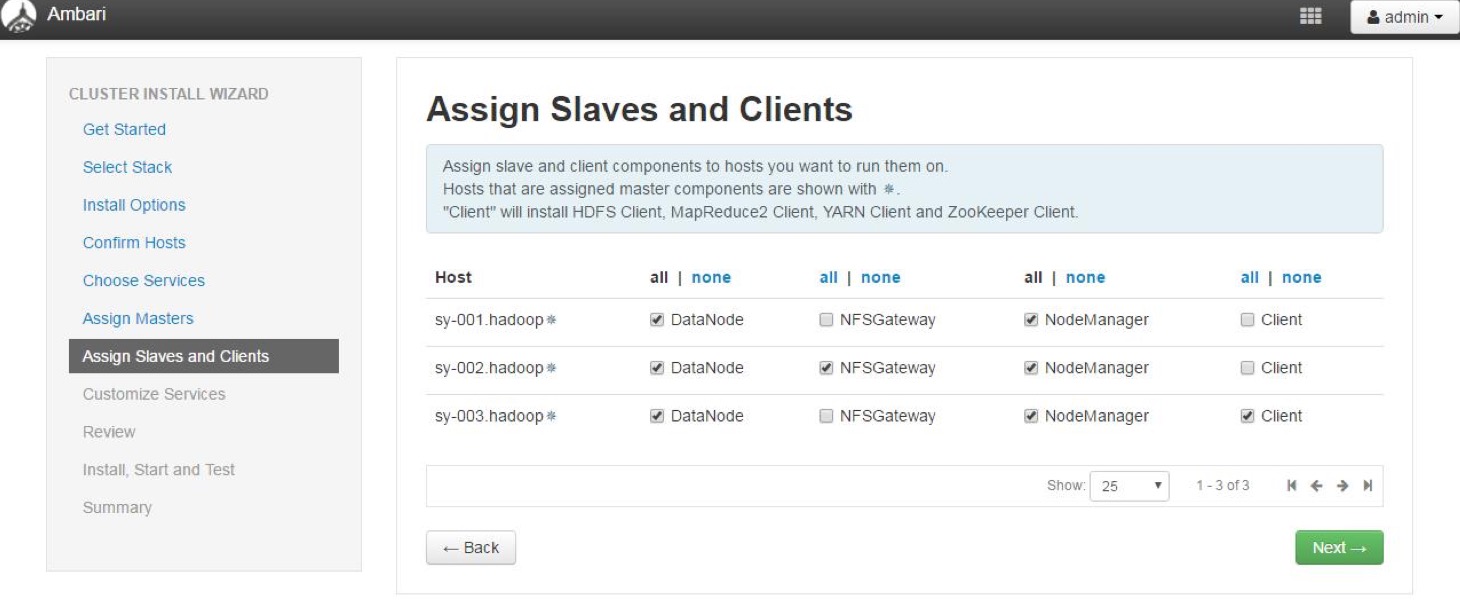 Ambari
admin
CLUSTER INSTALL WIZARD
Get Started
Select Stack
Install Options
Confirm Hosts
Choose Services
Assign Masters
Assign Slaves and Clients
Customize Services
Review
Install, Start and Test
Summary
Assign Slaves and Clients
Assign slave and client components to hosts you want to run them on.
Hosts that are assigned master components are shown with ✵.
"Client" will install HDFS Client, MapReduce2 Client, YARN Client and ZooKeeper Client.
Host all | none all | none all | none all | none
sy-001.hadoop✵ DataNode NFSGateway NodeManager Client
sy-002.hadoop✵ DataNode NFSGateway NodeManager Client
sy-003.hadoop✵ DataNode NFSGateway NodeManager Client
Show: 25 1 - 3 of 3
← Back
Next →